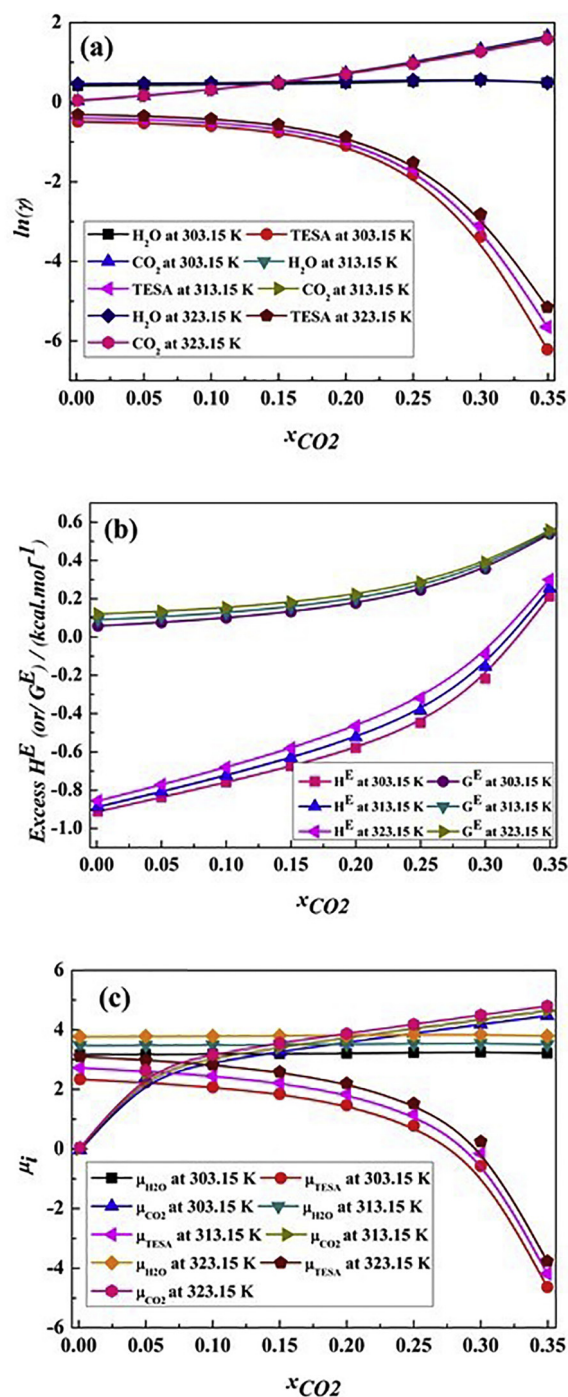 (a)
2
0
-2
-4
-6
ln(γ)
H2O at 303.15 K TESA at 303.15 K
CO2 at 303.15 K H2O at 313.15 K
TESA at 313.15 K CO2 at 313.15 K
H2O at 323.15 K TESA at 323.15 K
CO2 at 323.15 K
0.00 0.05 0.10 0.15 0.20 0.25 0.30 0.35
xCO2
(b)
0.6
0.4
0.2
0.0
-0.2
-0.4
-0.6
-0.8
-1.0
Excess H^E (or/ G^E) / (kcal.mol^-1)
H^E at 303.15 K G^E at 303.15 K
H^E at 313.15 K G^E at 313.15 K
H^E at 323.15 K G^E at 323.15 K
0.00 0.05 0.10 0.15 0.20 0.25 0.30 0.35
xCO2
(c)
6
4
2
0
-2
-4
-6
μi
μH2O at 303.15 K μTESA at 303.15 K
μCO2 at 303.15 K μH2O at 313.15 K
μTESA at 313.15 K μCO2 at 313.15 K
μH2O at 323.15 K μTESA at 323.15 K
μCO2 at 323.15 K
0.00 0.05 0.10 0.15 0.20 0.25 0.30 0.35
xCO2